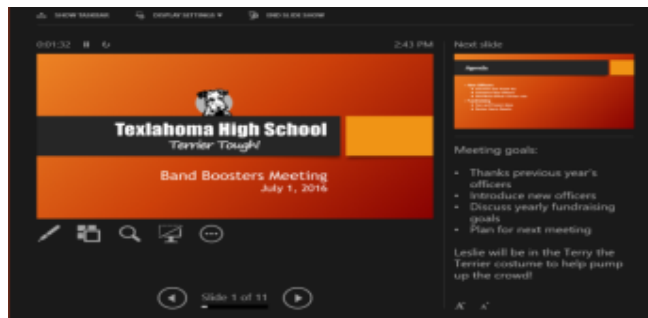 SHOW TASKBAR DISPLAY SETTINGS ▼ END SLIDE SHOW
0:01:32
2:43 PM
Texlahoma High School
Terrier Tough!
Band Boosters Meeting
July 1, 2016
Slide 1 of 11
Next slide
Agenda
Meeting goals:
• Thanks previous year's
officers
• Introduce new officers
• Discuss yearly fundraising
goals
• Plan for next meeting
Leslie will be in the Terry the
Terrier costume to help pump
up the crowd!
A A